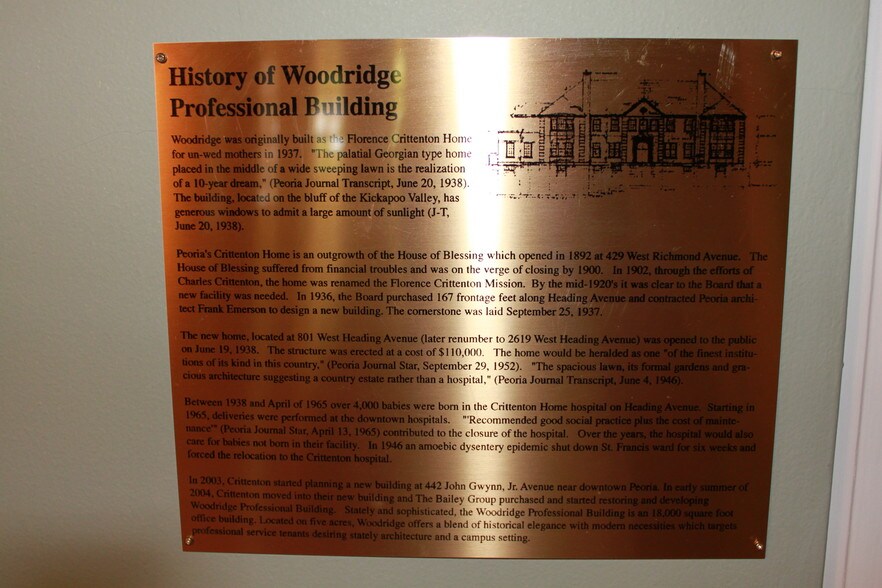 History of Woodridge
Professional Building
Woodridge was originally built as the Florence Crittenton Home
for un-wed mothers in 1937. "The palatial Georgian type home
placed in the middle of a wide sweeping lawn is the realization
of a 10-year dream," (Peoria Journal Transcript, June 20, 1938).
The building, located on the bluff of the Kickapoo Valley, has
generous windows to admit a large amount of sunlight (J-T,
June 20, 1938).
Peoria's Crittenton Home is an outgrowth of the House of Blessing which opened in 1892 at 429 West Richmond Avenue. The
House of Blessing suffered from financial troubles and was on the verge of closing by 1900. In 1902, through the efforts of
Charles Crittenton, the home was renamed the Florence Crittenton Mission. By the mid-1920's it was clear to the Board that a
new facility was needed. In 1936, the Board purchased 167 frontage feet along Heading Avenue and contracted Peoria archi-
tect Frank Emerson to design a new building. The cornerstone was laid September 25, 1937.
The new home, located at 801 West Heading Avenue (later renumber to 2619 West Heading Avenue) was opened to the public
on June 19, 1938. The structure was erected at a cost of $110,000. The home would be heralded as one "of the finest institu-
tions of its kind in this country," (Peoria Journal Star, September 29, 1952). "The spacious lawn, its formal gardens and gra-
cious architecture suggesting a country estate rather than a hospital," (Peoria Journal Transcript, June 4, 1946).
Between 1938 and April of 1965 over 4,000 babies were born in the Crittenton Home hospital on Heading Avenue. Starting in
1965, deliveries were performed at the downtown hospitals. "'Recommended good social practice plus the cost of mainte-
nance'" (Peoria Journal Star, April 13, 1965) contributed to the closure of the hospital. Over the years, the hospital would also
care for babies not born in their facility. In 1946 an amoebic dysentery epidemic shut down St. Francis ward for six weeks and
forced the relocation to the Crittenton hospital.
In 2003, Crittenton started planning a new building at 442 John Gwynn, Jr. Avenue near downtown Peoria. In early summer of
2004, Crittenton moved into their new building and The Bailey Group purchased and started restoring and developing
Woodridge Professional Building. Stately and sophisticated, the Woodridge Professional Building is an 18,000 square foot
office building. Located on five acres, Woodridge offers a blend of historical elegance with modern necessities which targets
professional service tenants desiring stately architecture and a campus setting.